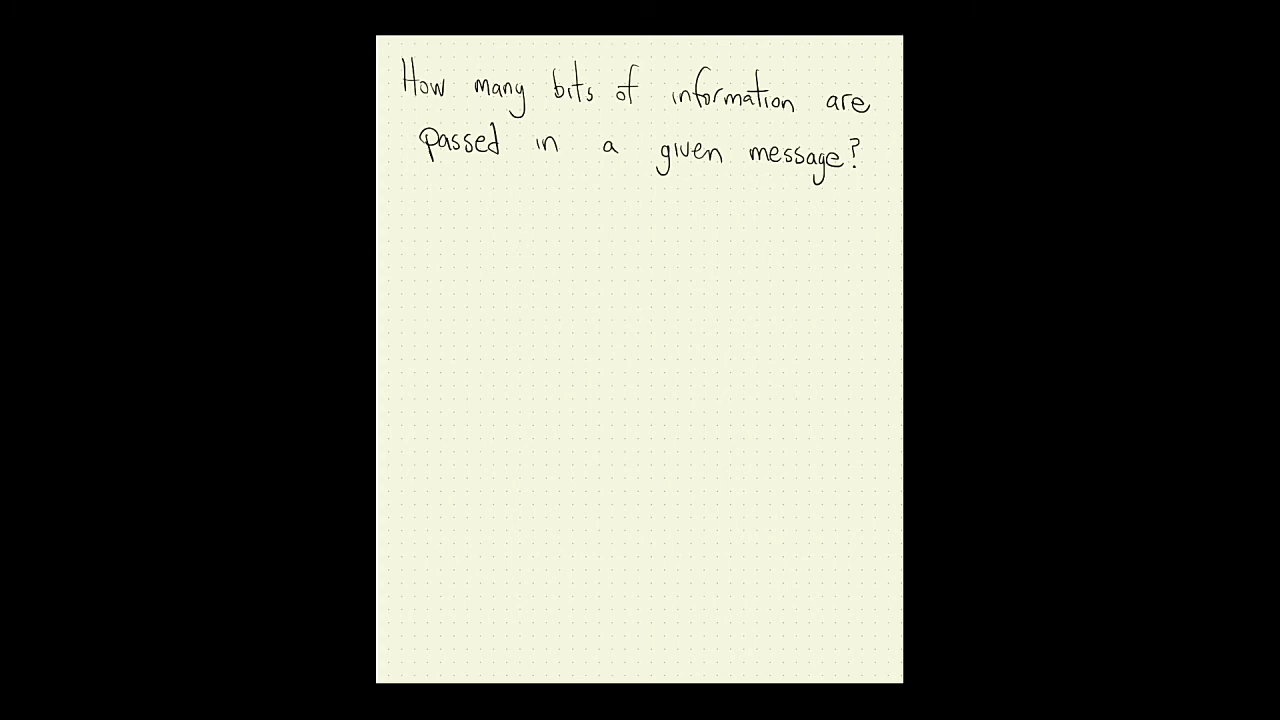 How many bits of information are
passed in a given message?